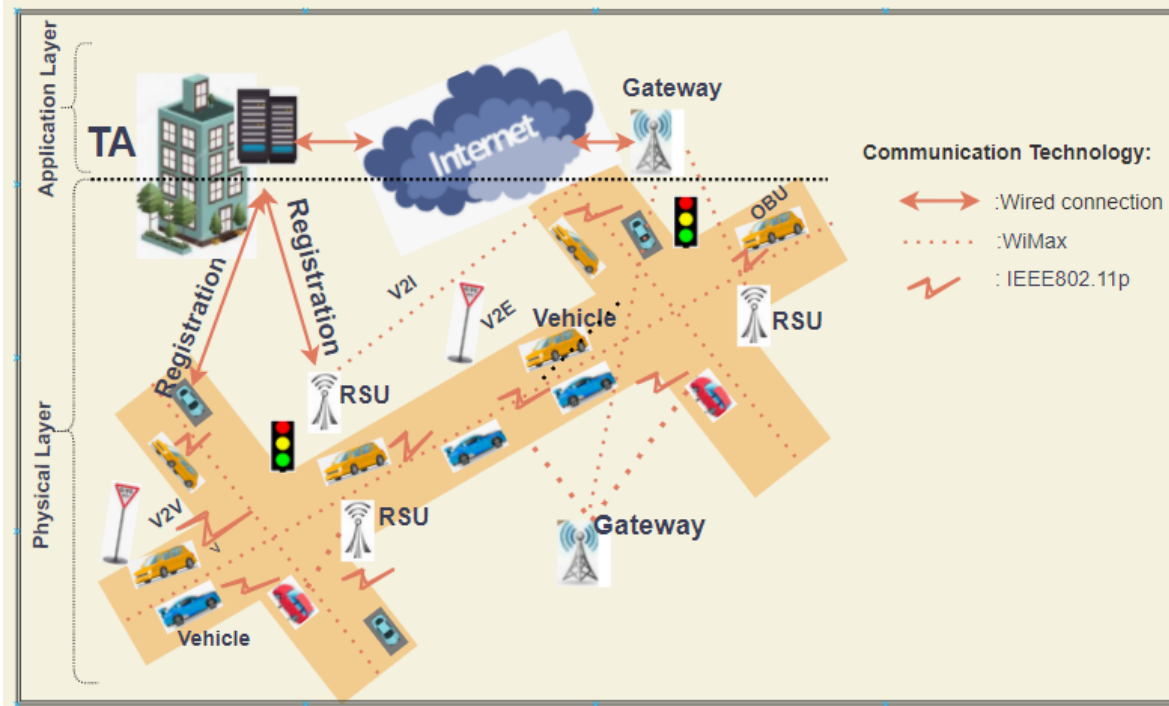 Application Layer
TA
Internet
Gateway
Communication Technology:
:Wired connection
:WiMax
: IEEE802.11p
OBU
Registration
Registration
V2I
V2E
Vehicle
RSU
RSU
Physical Layer
V2V
RSU
Gateway
V
Vehicle